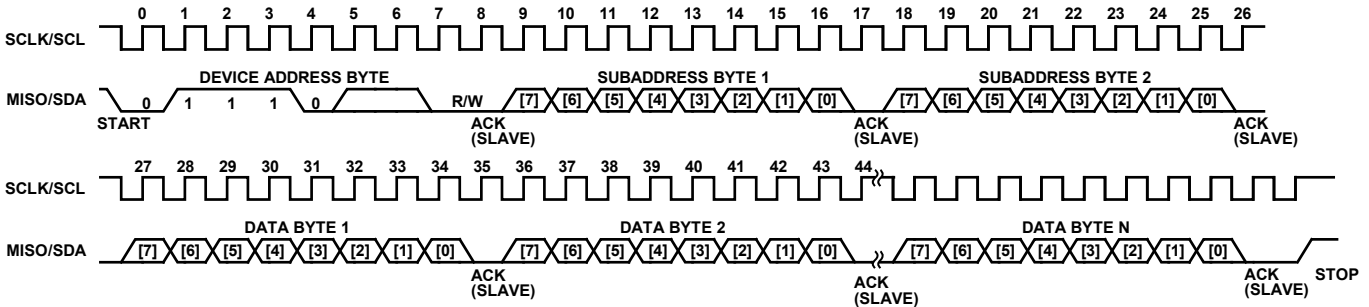 0 1 2 3 4 5 6 7 8 9 10 11 12 13 14 15 16 17 18 19 20 21 22 23 24 25 26
SCLK/SCL
DEVICE ADDRESS BYTE SUBADDRESS BYTE 1 SUBADDRESS BYTE 2
MISO/SDA 0 1 1 1 0 R/W [7] [6] [5] [4] [3] [2] [1] [0] [7] [6] [5] [4] [3] [2] [1] [0]
START ACK (SLAVE) ACK (SLAVE) ACK (SLAVE)
27 28 29 30 31 32 33 34 35 36 37 38 39 40 41 42 43 44
SCLK/SCL
DATA BYTE 1 DATA BYTE 2 DATA BYTE N
MISO/SDA [7] [6] [5] [4] [3] [2] [1] [0] [7] [6] [5] [4] [3] [2] [1] [0] [7] [6] [5] [4] [3] [2] [1] [0]
ACK (SLAVE) ACK (SLAVE) ACK (SLAVE) STOP